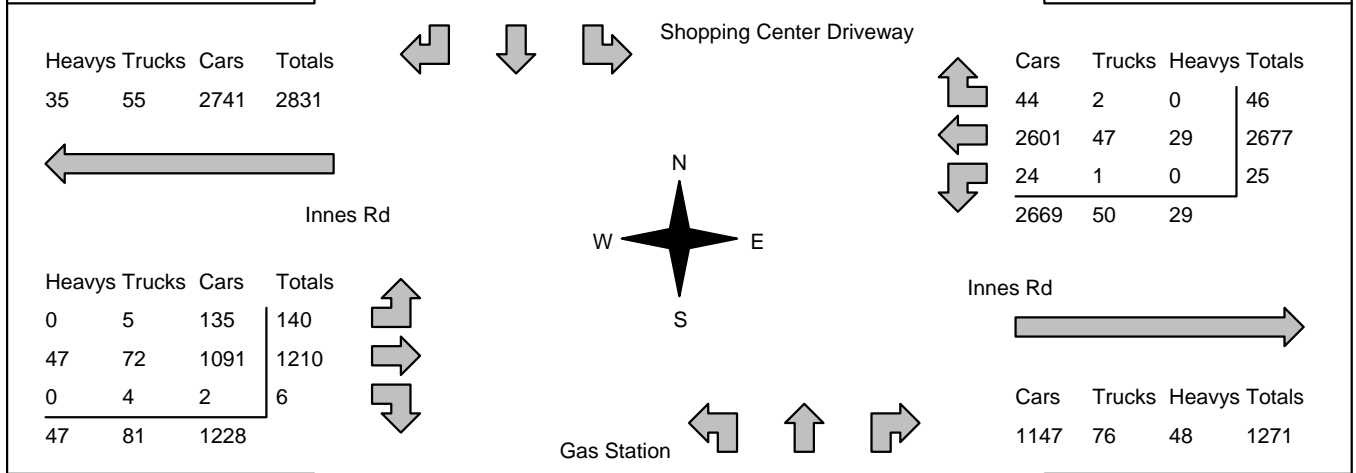 Shopping Center Driveway
Heavys Trucks Cars Totals
35 55 2741 2831
Cars Trucks Heavys Totals
44 2 0 46
2601 47 29 2677
24 1 0 25
2669 50 29
Innes Rd
N
W E
S
Heavys Trucks Cars Totals
0 5 135 140
47 72 1091 1210
0 4 2 6
47 81 1228
Innes Rd
Cars Trucks Heavys Totals
1147 76 48 1271
Gas Station